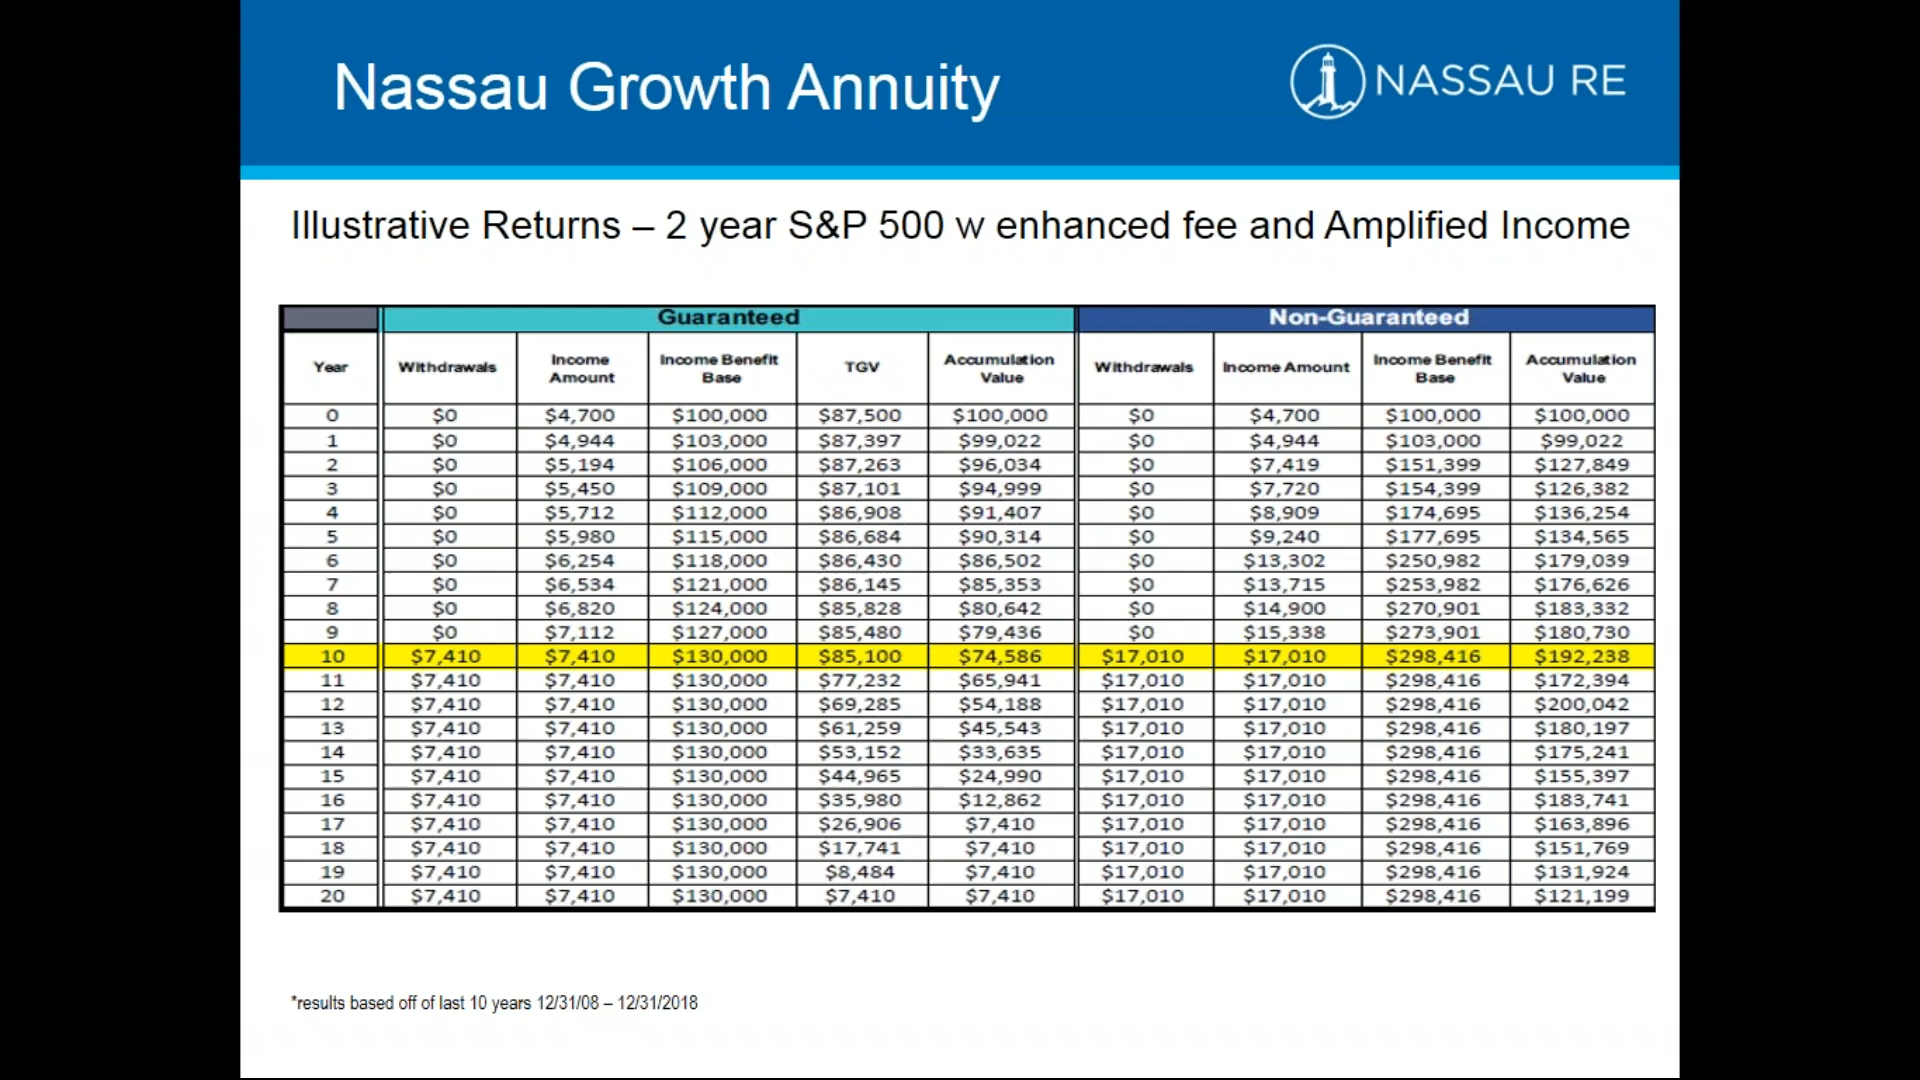 Nassau Growth Annuity
NASSAU RE
Illustrative Returns – 2 year S&P 500 w enhanced fee and Amplified Income
Guaranteed Non-Guaranteed
Year Withdrawals Income Amount Income Benefit Base TGV Accumulation Value Withdrawals Income Amount Income Benefit Base Accumulation Value
0 $0 $4,700 $100,000 $87,500 $100,000 $0 $4,700 $100,000 $100,000
1 $0 $4,944 $103,000 $87,397 $99,022 $0 $4,944 $103,000 $99,022
2 $0 $5,194 $106,000 $87,263 $96,034 $0 $7,419 $151,399 $127,849
3 $0 $5,450 $109,000 $87,101 $94,999 $0 $7,720 $154,399 $126,382
4 $0 $5,712 $112,000 $86,908 $91,407 $0 $8,909 $174,695 $136,254
5 $0 $5,980 $115,000 $86,684 $90,314 $0 $9,240 $177,695 $134,565
6 $0 $6,254 $118,000 $86,430 $86,502 $0 $13,302 $250,982 $179,039
7 $0 $6,534 $121,000 $86,145 $85,353 $0 $13,715 $253,982 $176,626
8 $0 $6,820 $124,000 $85,828 $80,642 $0 $14,900 $270,901 $183,332
9 $0 $7,112 $127,000 $85,480 $79,436 $0 $15,338 $273,901 $180,730
10 $7,410 $7,410 $130,000 $85,100 $74,586 $17,010 $17,010 $298,416 $192,238
11 $7,410 $7,410 $130,000 $77,232 $65,941 $17,010 $17,010 $298,416 $172,394
12 $7,410 $7,410 $130,000 $69,285 $54,188 $17,010 $17,010 $298,416 $200,042
13 $7,410 $7,410 $130,000 $61,259 $45,543 $17,010 $17,010 $298,416 $180,197
14 $7,410 $7,410 $130,000 $53,152 $33,635 $17,010 $17,010 $298,416 $175,241
15 $7,410 $7,410 $130,000 $44,965 $24,990 $17,010 $17,010 $298,416 $155,397
16 $7,410 $7,410 $130,000 $35,980 $12,862 $17,010 $17,010 $298,416 $183,741
17 $7,410 $7,410 $130,000 $26,906 $7,410 $17,010 $17,010 $298,416 $163,896
18 $7,410 $7,410 $130,000 $17,741 $7,410 $17,010 $17,010 $298,416 $151,769
19 $7,410 $7,410 $130,000 $8,484 $7,410 $17,010 $17,010 $298,416 $131,924
20 $7,410 $7,410 $130,000 $7,410 $7,410 $17,010 $17,010 $298,416 $121,199
*results based off of last 10 years 12/31/08 – 12/31/2018